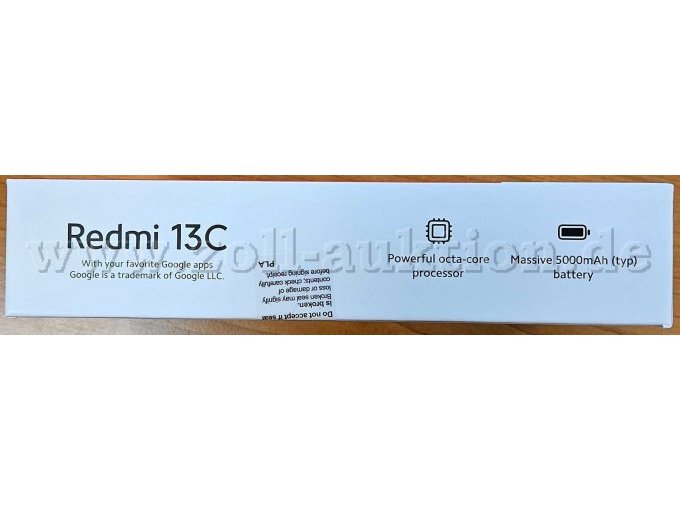 Redmi 13C
With your favorite Google apps
Google is a trademark of Google LLC.
Do not accept if seal
is broken.
Broken seal may signify
loss or damage of
contents; check carefully
before signing receipt.
PLA
Powerful octa-core
processor
Massive 5000mAh (typ)
battery
www.zoll-auktion.de